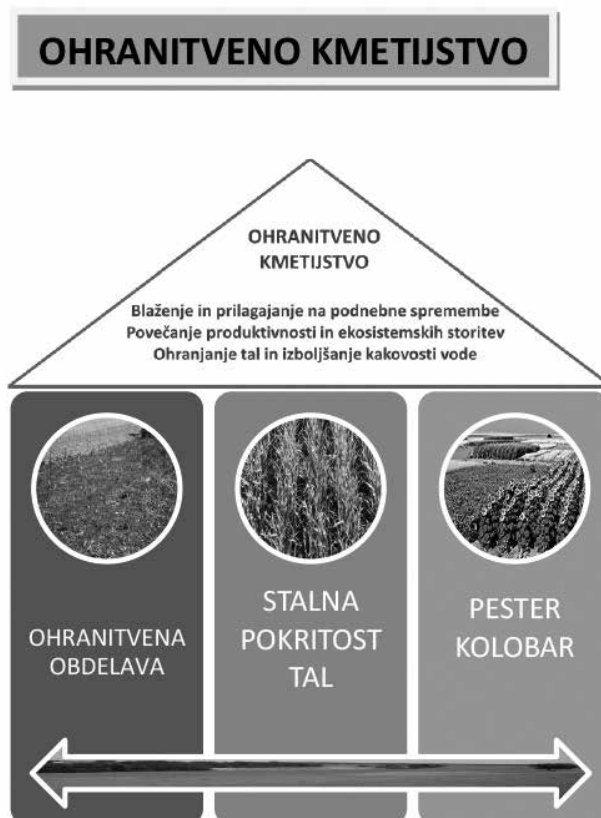 OHRANITVENO KMETIJSTVO
OHRANITVENO
KMETIJSTVO
Blaženje in prilagajanje na podnebne spremembe
Povečanje produktivnosti in ekosistemskih storitev
Ohranjanje tal in izboljšanje kakovosti vode
OHRANITVENA
OBDELAVA
STALNA
POKRITOST
TAL
PESTER
KOLOBAR